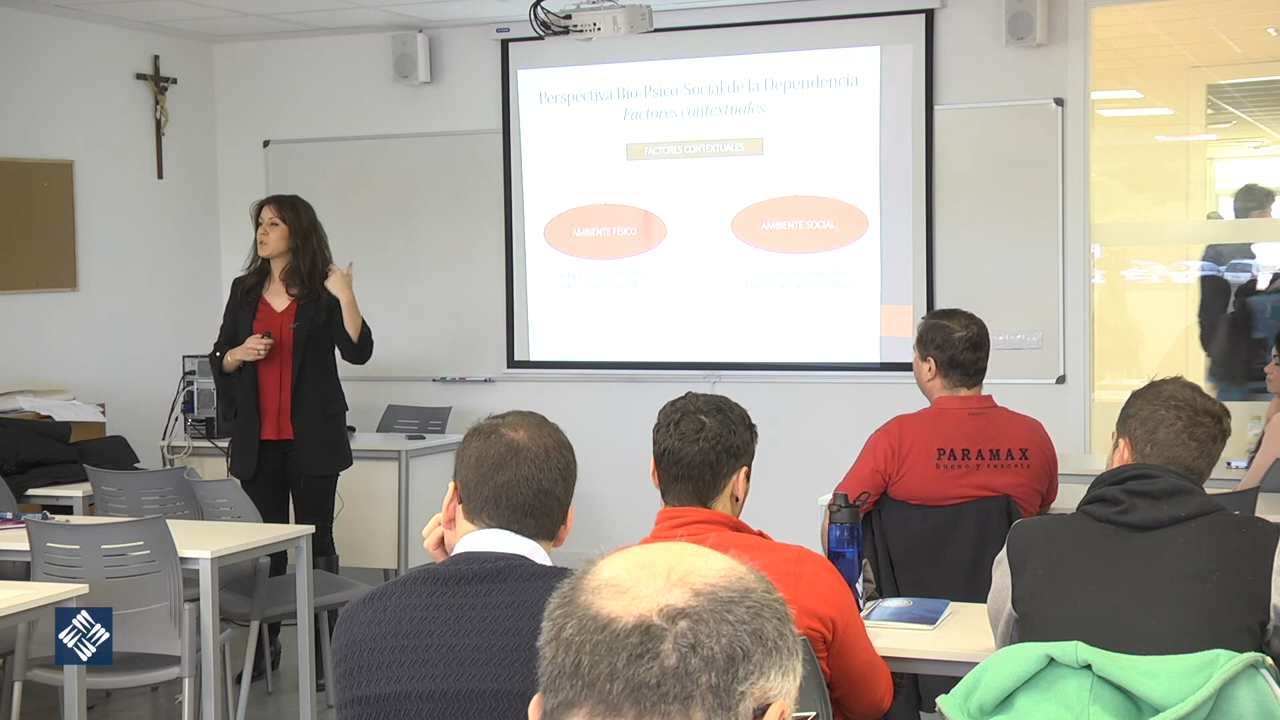 Perspectiva Bio-Psico-Social de la Dependencia
Factores contextuales
FACTORES CONTEXTUALES
AMBIENTE FÍSICO
AMBIENTE SOCIAL
PARAMAX
buceo y rescate